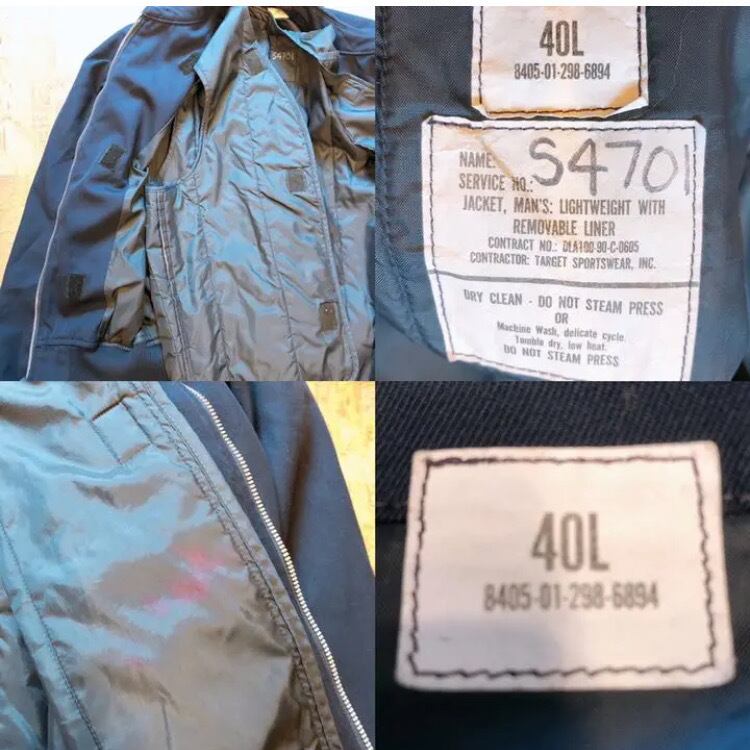 S4701
40L
8405-01-298-6894
NAME:
S4701
SERVICE NO.:
JACKET, MAN'S: LIGHTWEIGHT WITH
REMOVABLE LINER
CONTRACT NO.: DLA100-90-C-0605
CONTRACTOR: TARGET SPORTSWEAR, INC.
DRY CLEAN - DO NOT STEAM PRESS
OR
Machine Wash, delicate cycle.
Tumble dry, low heat.
DO NOT STEAM PRESS
40L
8405-01-298-6894